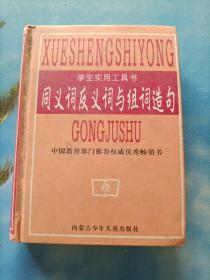 XUESHENGSHIYONG
学生实用工具书
同义词反义词与组词造句
GONGJUSHU
中国教育部门推荐权威优秀畅销书
内蒙古少年儿童出版社